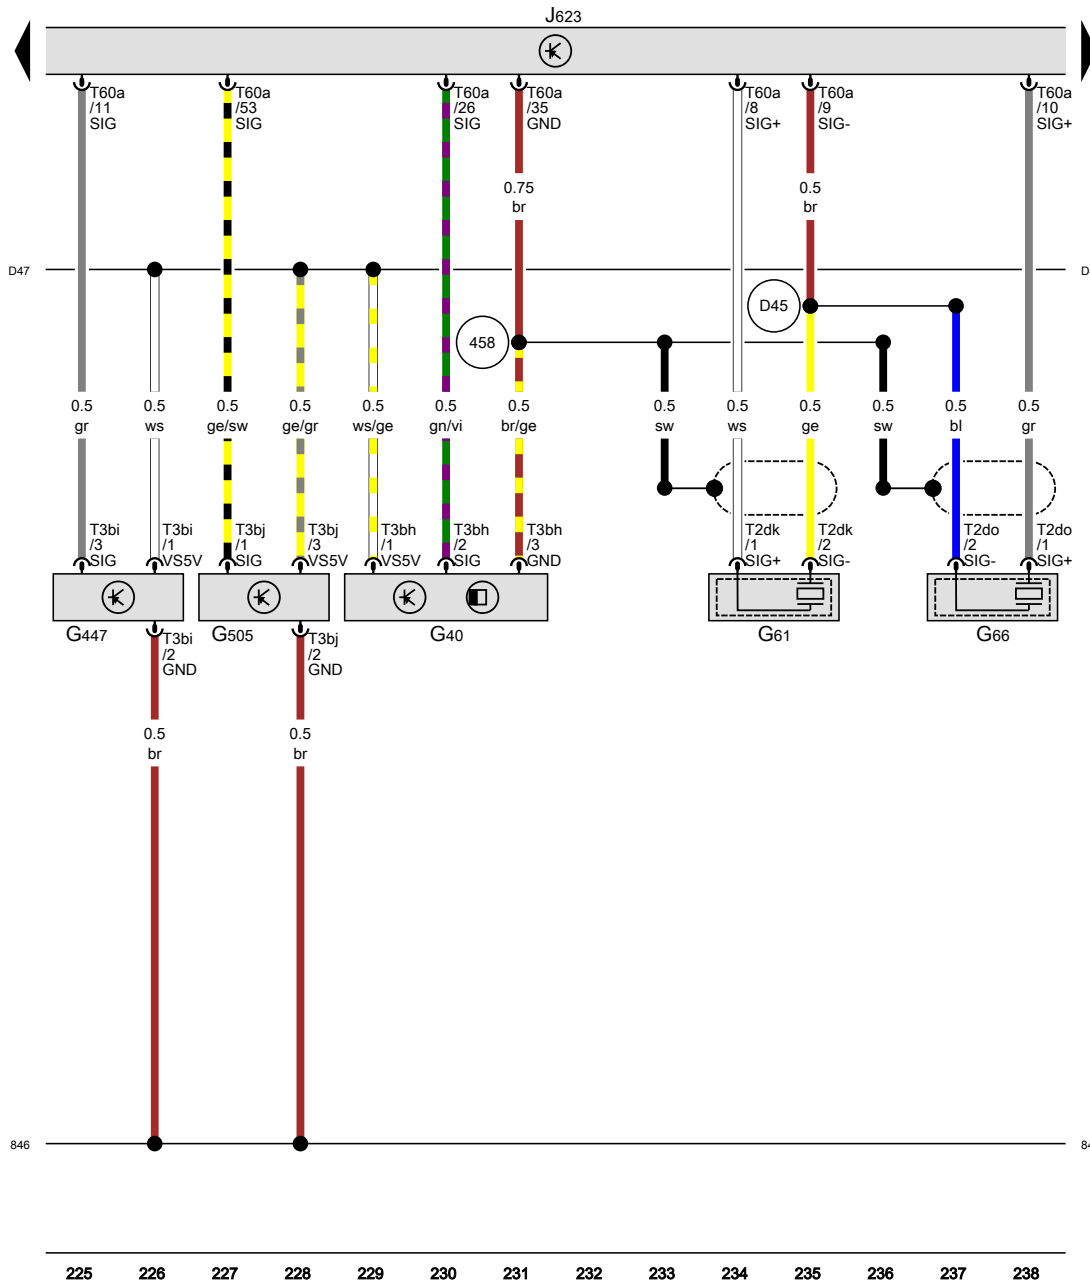 J623
T60a
/11
SIG
T60a
/53
SIG
T60a
/26
SIG
T60a
/35
GND
T60a
/8
SIG+
T60a
/9
SIG-
T60a
/10
SIG+
0.75
br
0.5
br
D47
D
D45
458
0.5
gr
0.5
ws
0.5
ge/sw
0.5
ge/gr
0.5
ws/ge
0.5
gn/vi
0.5
br/ge
0.5
sw
0.5
ws
0.5
ge
0.5
sw
0.5
bl
0.5
gr
T3bi
/3
SIG
T3bi
/1
VS5V
T3bj
/1
SIG
T3bj
/3
VS5V
T3bh
/1
VS5V
T3bh
/2
SIG
T3bh
/3
GND
T2dk
/1
SIG+
T2dk
/2
SIG-
T2do
/2
SIG-
T2do
/1
SIG+
G447
G505
G40
G61
G66
T3bi
/2
GND
T3bj
/2
GND
0.5
br
0.5
br
846
84
225 226 227 228 229 230 231 232 233 234 235 236 237 238